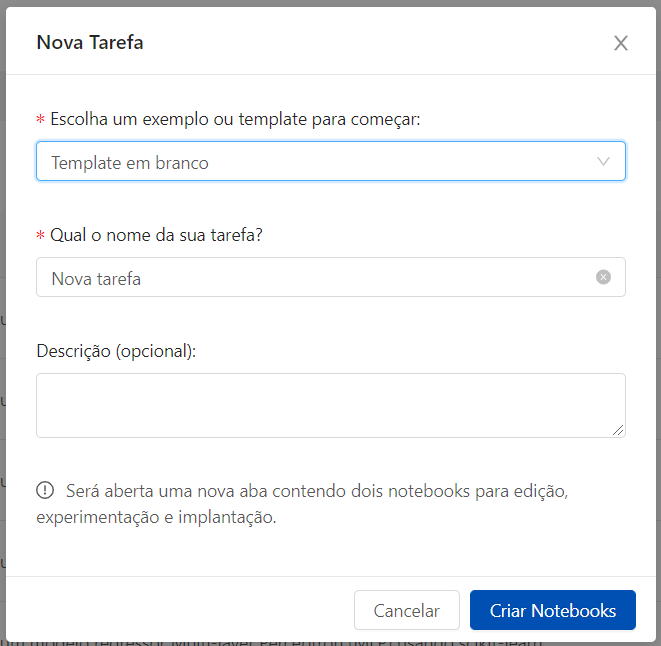 Nova Tarefa
* Escolha um exemplo ou template para começar:
Template em branco
* Qual o nome da sua tarefa?
Nova tarefa
Descrição (opcional):
Será aberta uma nova aba contendo dois notebooks para edição,
experimentação e implantação.
Cancelar
Criar Notebooks